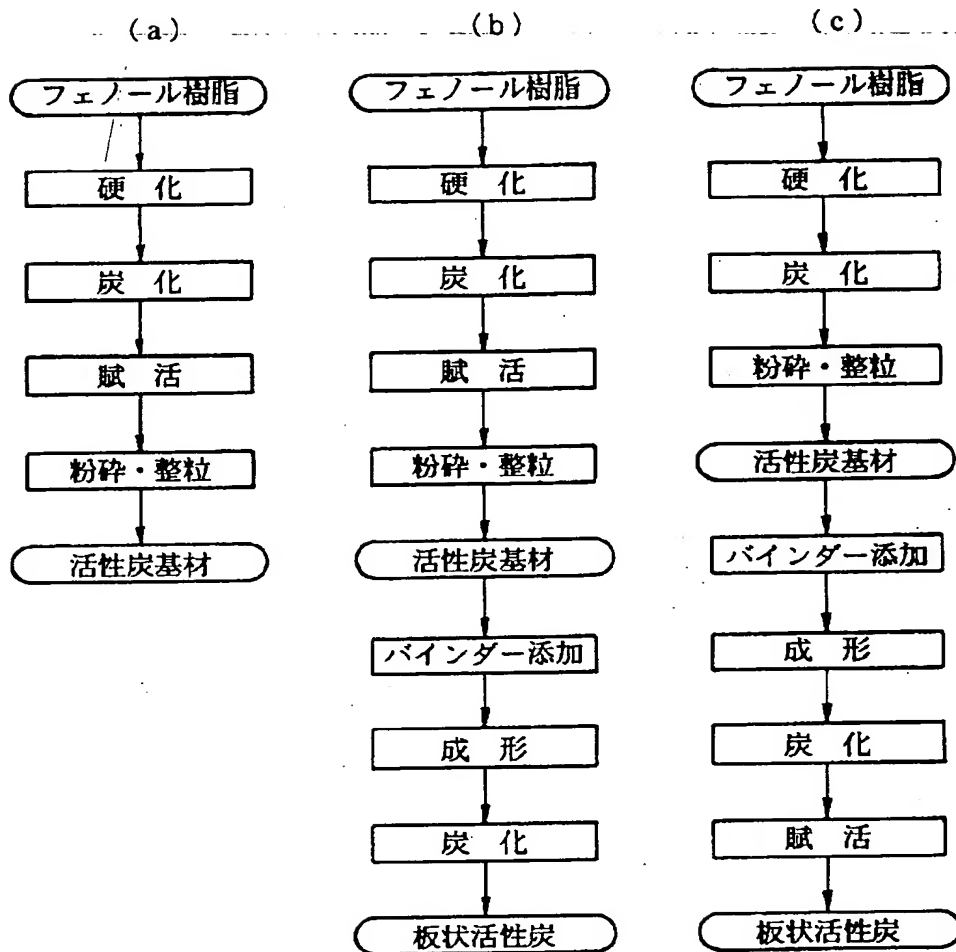 (a)
フェノール樹脂
硬 化
炭 化
賦 活
粉砕・整粒
活性炭基材
(b)
フェノール樹脂
硬 化
炭 化
賦 活
粉砕・整粒
活性炭基材
バインダー添加
成 形
炭 化
板状活性炭
(c)
フェノール樹脂
硬 化
炭 化
粉砕・整粒
活性炭基材
バインダー添加
成 形
炭 化
賦 活
板状活性炭